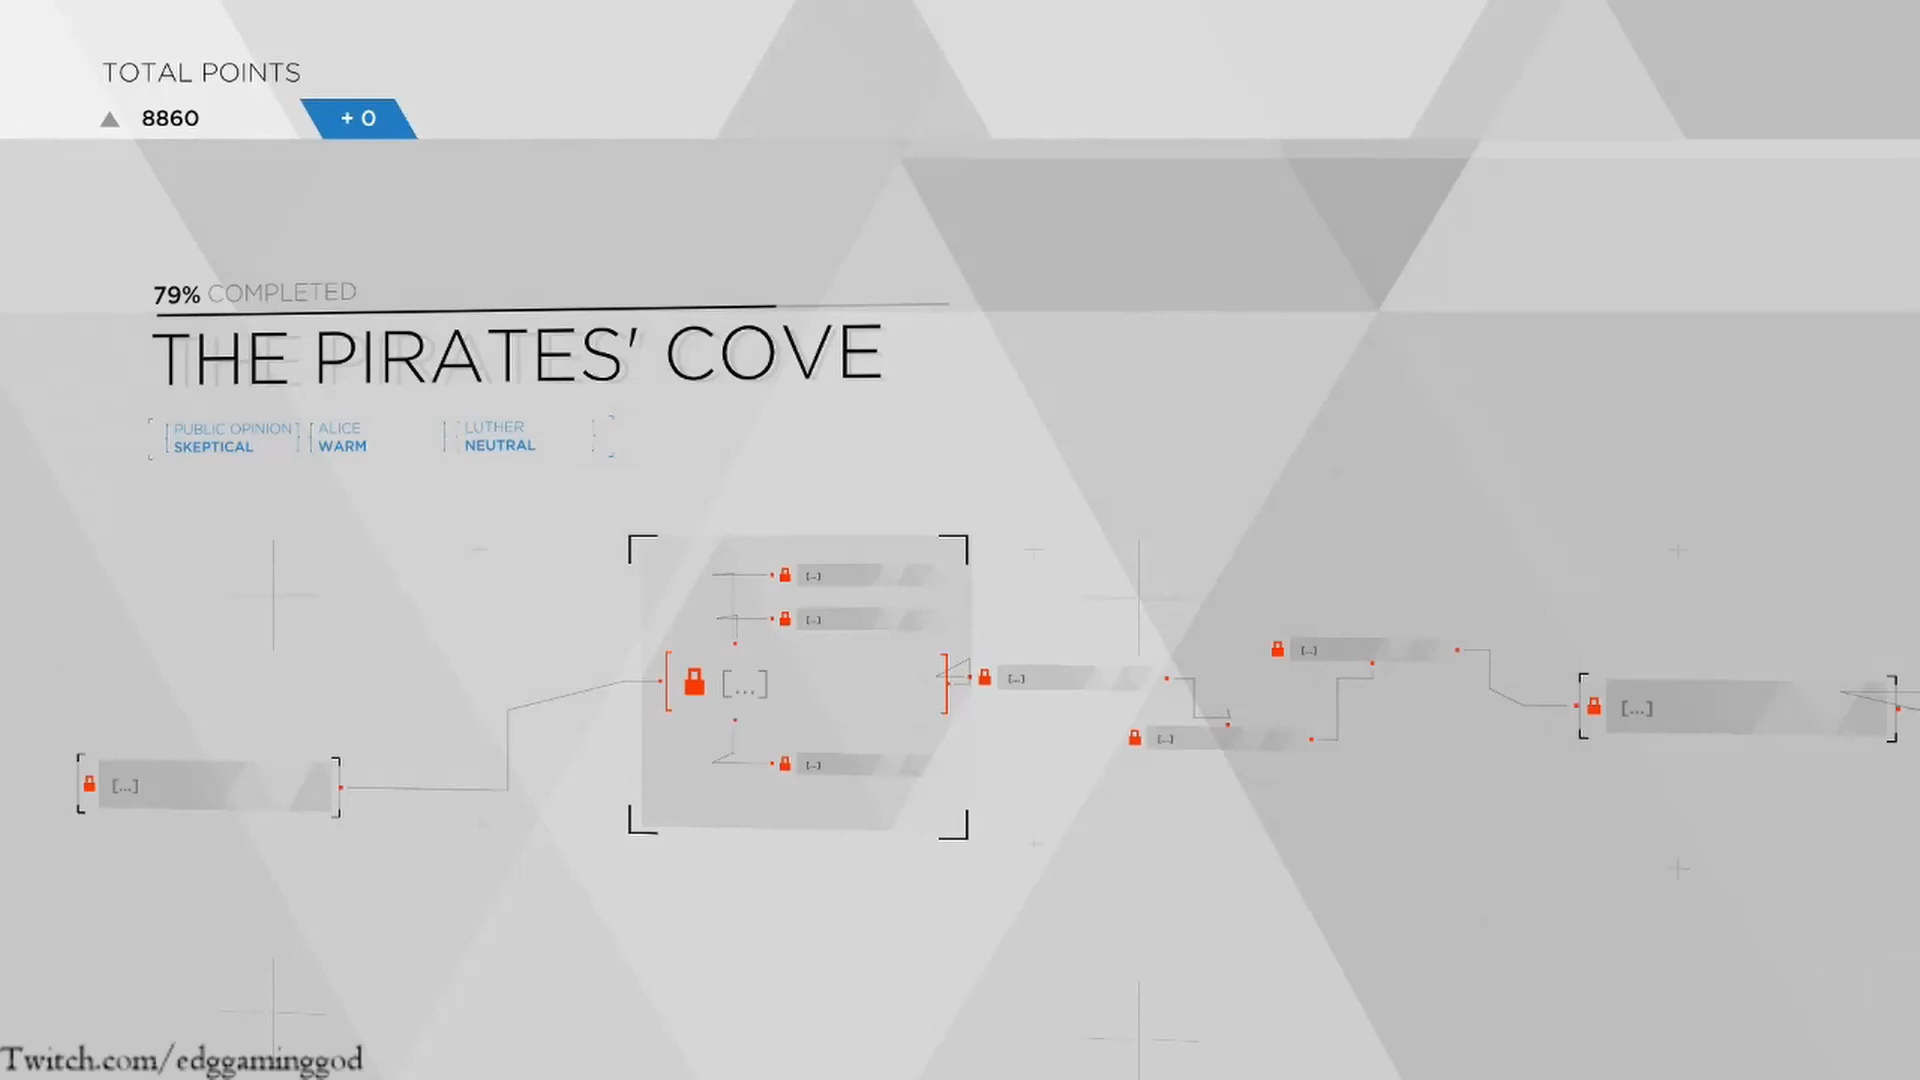 TOTAL POINTS
8860
+ 0
79% COMPLETED
THE PIRATES' COVE
PUBLIC OPINION
SKEPTICAL
ALICE
WARM
LUTHER
NEUTRAL
[...]
[...]
[...]
[...]
[...]
[...]
[...]
[...]
[...]
Twitch.com/edggaminggod